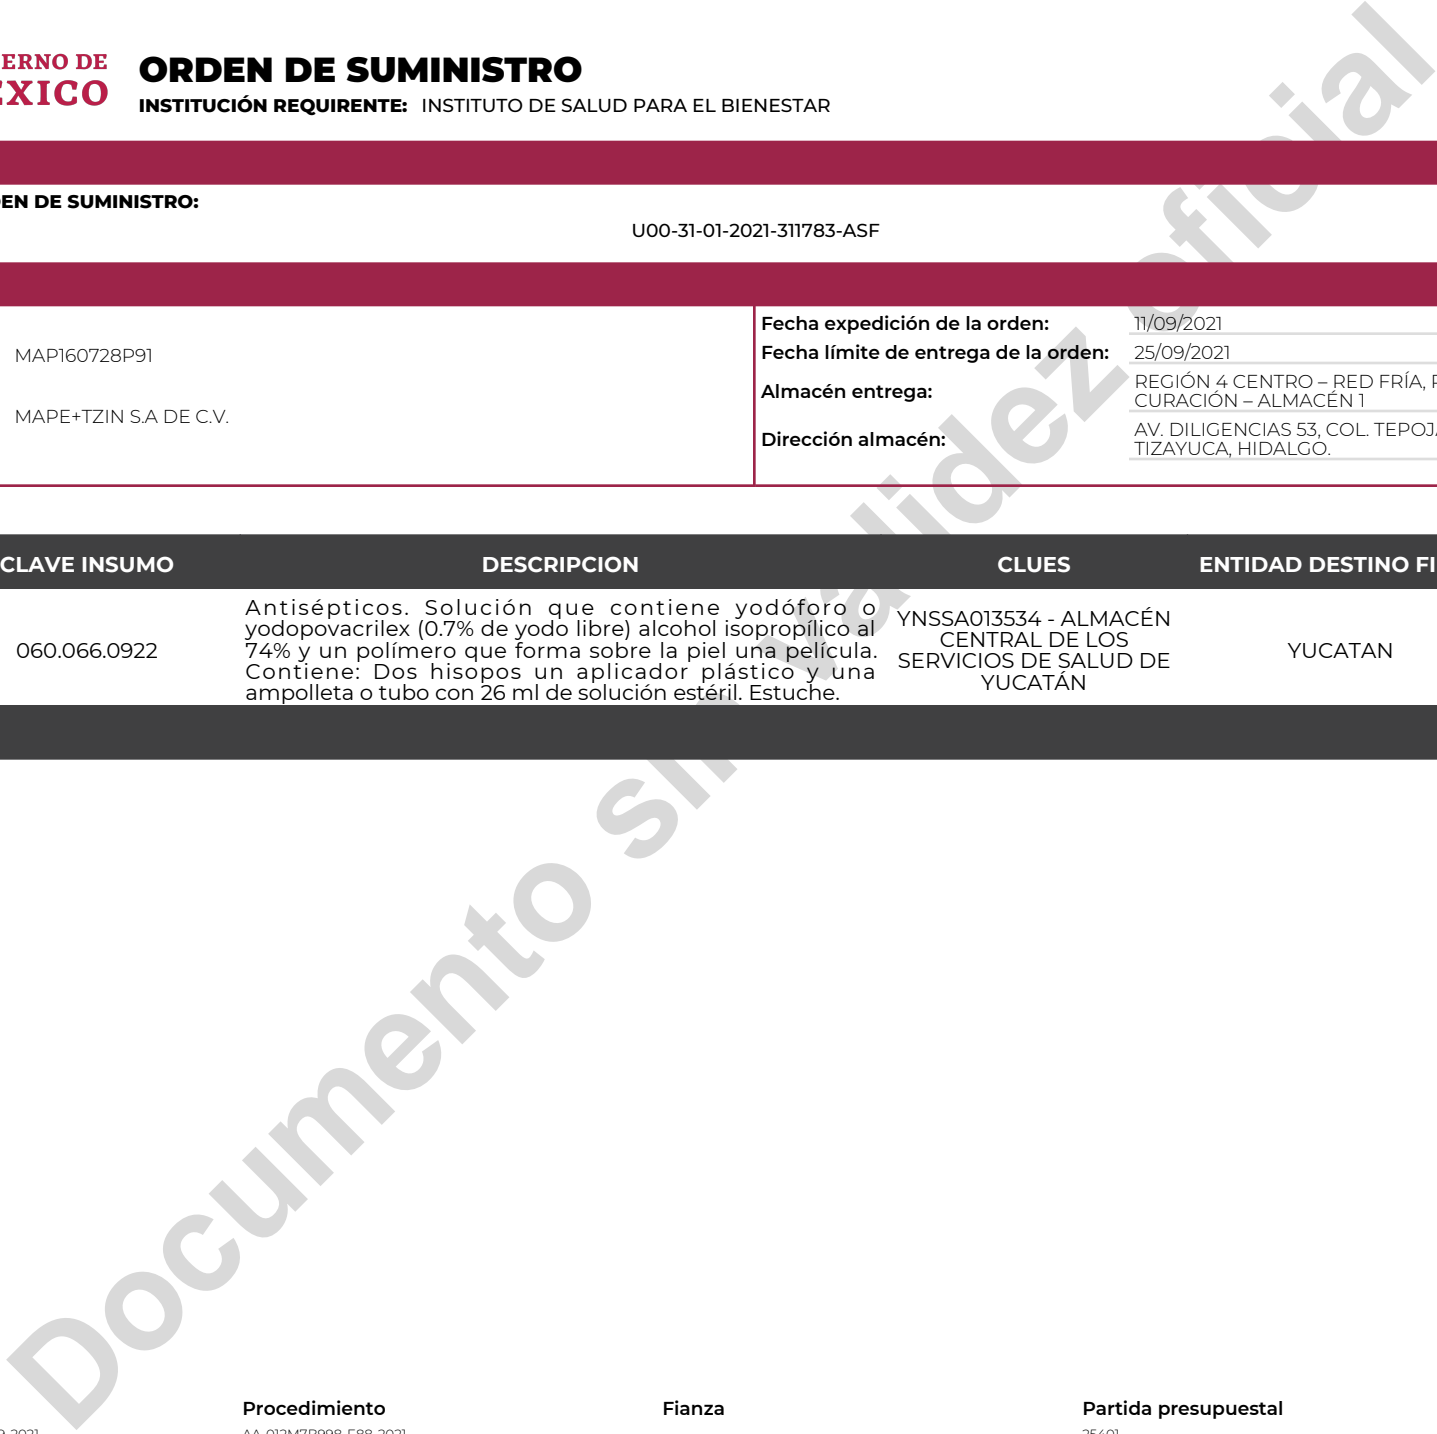 ERNO DE
ÉXICO
ORDEN DE SUMINISTRO
INSTITUCIÓN REQUIRENTE: INSTITUTO DE SALUD PARA EL BIENESTAR
EN DE SUMINISTRO:
U00-31-01-2021-311783-ASF
MAP160728P91
MAPE+TZIN S.A DE C.V.
Fecha expedición de la orden: 11/09/2021
Fecha límite de entrega de la orden: 25/09/2021
Almacén entrega:
REGIÓN 4 CENTRO – RED FRÍA,
CURACIÓN – ALMACÉN 1
Dirección almacén:
AV. DILIGENCIAS 53, COL. TEPOJA
TIZAYUCA, HIDALGO.
CLAVE INSUMO DESCRIPCION CLUES ENTIDAD DESTINO FI
060.066.0922
Antisépticos. Solución que contiene yodóforo o
yodopovacrilex (0.7% de yodo libre) alcohol isopropílico al
74% y un polímero que forma sobre la piel una película.
Contiene: Dos hisopos un aplicador plástico y una
ampolleta o tubo con 26 ml de solución estéril. Estuche.
YNSSA013534 - ALMACÉN
CENTRAL DE LOS
SERVICIOS DE SALUD DE
YUCATÁN
YUCATAN
Documento sin validez oficial
Procedimiento Fianza Partida presupuestal